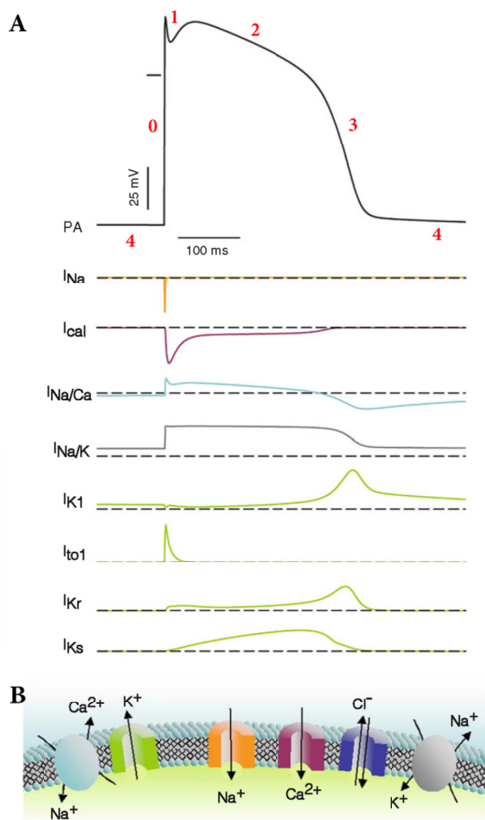 A
1
2
0
3
25 mV
PA
4
100 ms
4
INa
Ical
INa/Ca
INa/K
IK1
Ito1
IKr
IKs
B
Ca2+
K+
Cl-
Na+
Na+
Na+
Ca2+
K+